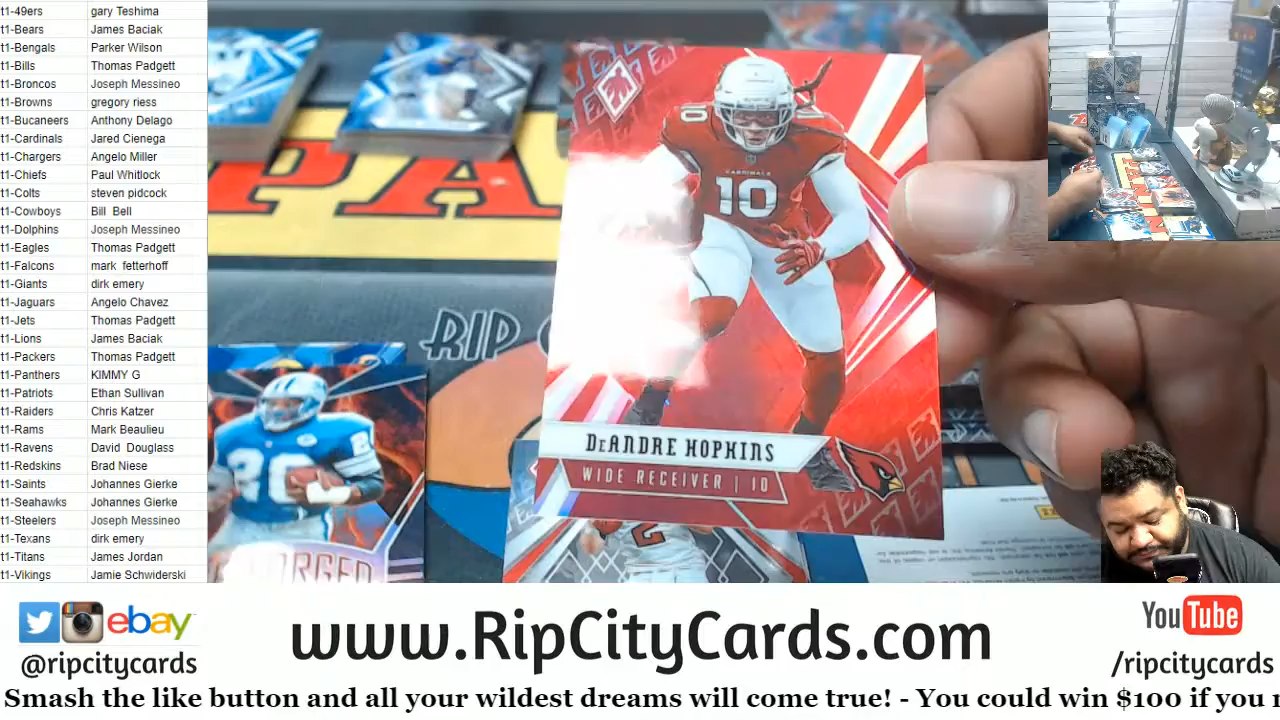 t1-49ers gary Teshima
t1-Bears James Baciak
t1-Bengals Parker Wilson
t1-Bills Thomas Padgett
t1-Broncos Joseph Messineo
t1-Browns gregory riess
t1-Bucaneers Anthony Delago
t1-Cardinals Jared Cienega
t1-Chargers Angelo Miller
t1-Chiefs Paul Whitlock
t1-Colts steven pidcock
t1-Cowboys Bill Bell
t1-Dolphins Joseph Messineo
t1-Eagles Thomas Padgett
t1-Falcons mark fetterhoff
t1-Giants dirk emery
t1-Jaguars Angelo Chavez
t1-Jets Thomas Padgett
t1-Lions James Baciak
t1-Packers Thomas Padgett
t1-Panthers KIMMY G
t1-Patriots Ethan Sullivan
t1-Raiders Chris Katzer
t1-Rams Mark Beaulieu
t1-Ravens David Douglass
t1-Redskins Brad Niese
t1-Saints Johannes Gierke
t1-Seahawks Johannes Gierke
t1-Steelers Joseph Messineo
t1-Texans dirk emery
t1-Titans James Jordan
t1-Vikings Jamie Schwiderski
PA
RIP
10
CARDINALS
10
DEANDRE HOPKINS
WIDE RECEIVER | 10
20
2
ebay
@ripcitycards
www.RipCityCards.com
YouTube
/ripcitycards
Smash the like button and all your wildest dreams will come true! - You could win $100 if you